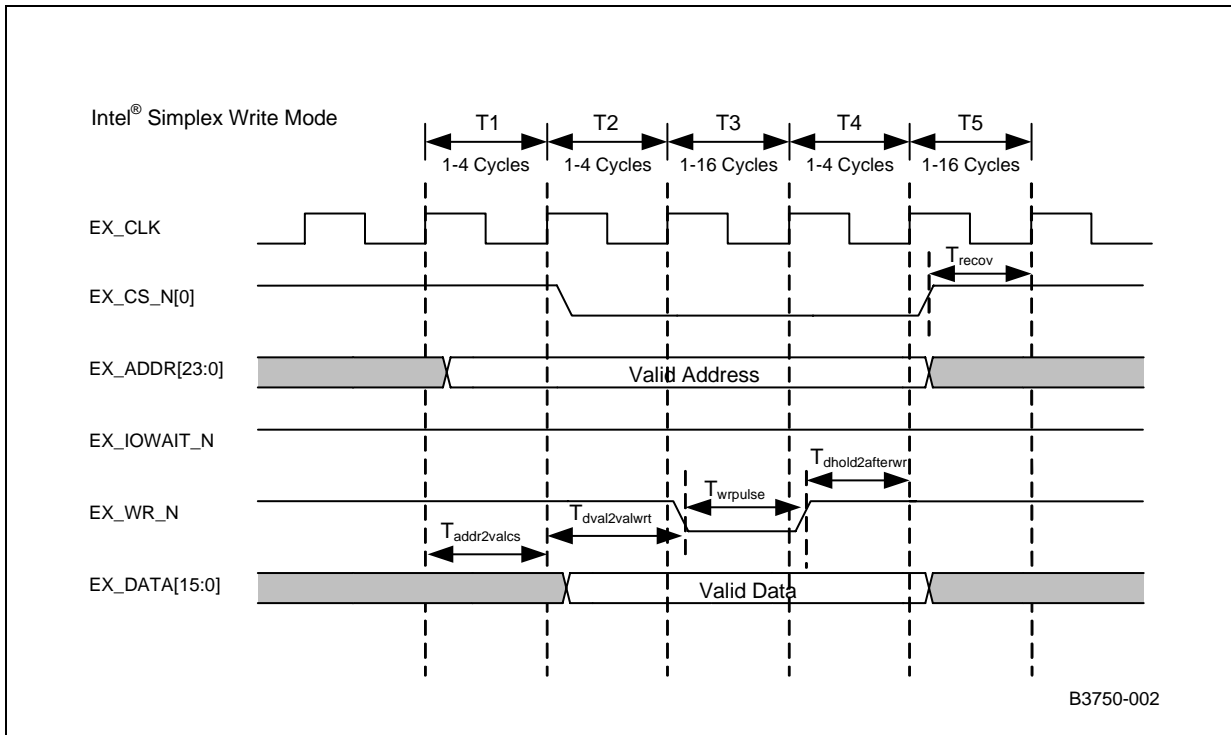 Intel® Simplex Write Mode
T1 T2 T3 T4 T5
1-4 Cycles 1-4 Cycles 1-16 Cycles 1-4 Cycles 1-16 Cycles
EX_CLK
Trecov
EX_CS_N[0]
EX_ADDR[23:0]
Valid Address
EX_IOWAIT_N
Tdhold2afterwr
Twrpulse
EX_WR_N
Tdval2valwrt
Taddr2valcs
EX_DATA[15:0]
Valid Data
B3750-002